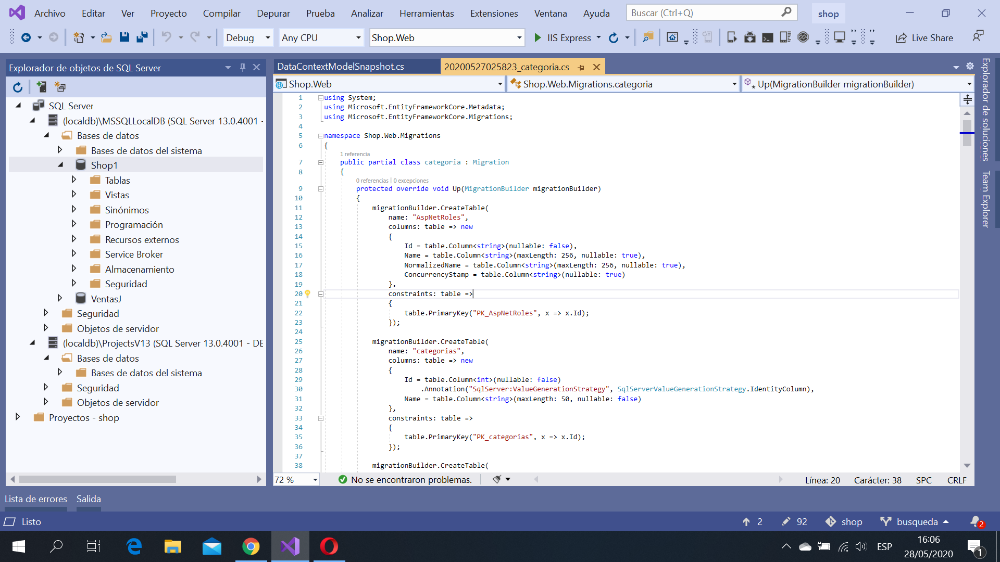 Archivo Editar Ver Proyecto Compilar Depurar Prueba Analizar Herramientas Extensiones Ventana Ayuda Buscar (Ctrl+Q) shop
Debug Any CPU Shop.Web IIS Express Live Share
Explorador de objetos de SQL Server
SQL Server
(localdb)\MSSQLLocalDB (SQL Server 13.0.4001 -
Bases de datos
Bases de datos del sistema
Shop1
Tablas
Vistas
Sinónimos
Programación
Recursos externos
Service Broker
Almacenamiento
Seguridad
VentasJ
Seguridad
Objetos de servidor
(localdb)\ProjectsV13 (SQL Server 13.0.4001 - DE
Bases de datos
Bases de datos del sistema
Seguridad
Objetos de servidor
Proyectos - shop
DataContextModelSnapshot.cs 20200527025823_categoria.cs
Shop.Web Shop.Web.Migrations.categoria Up(MigrationBuilder migrationBuilder)
1 using System;
2 using Microsoft.EntityFrameworkCore.Metadata;
3 using Microsoft.EntityFrameworkCore.Migrations;
4
5 namespace Shop.Web.Migrations
6 {
1 referencia
7 public partial class categoria : Migration
8 {
0 referencias | 0 excepciones
9 protected override void Up(MigrationBuilder migrationBuilder)
10 {
11 migrationBuilder.CreateTable(
12 name: "AspNetRoles",
13 columns: table => new
14 {
15 Id = table.Column<string>(nullable: false),
16 Name = table.Column<string>(maxLength: 256, nullable: true),
17 NormalizedName = table.Column<string>(maxLength: 256, nullable: true),
18 ConcurrencyStamp = table.Column<string>(nullable: true)
19 },
20 constraints: table =>
21 {
22 table.PrimaryKey("PK_AspNetRoles", x => x.Id);
23 });
24
25 migrationBuilder.CreateTable(
26 name: "categorias",
27 columns: table => new
28 {
29 Id = table.Column<int>(nullable: false)
30 .Annotation("SqlServer:ValueGenerationStrategy", SqlServerValueGenerationStrategy.IdentityColumn),
31 Name = table.Column<string>(maxLength: 50, nullable: false)
32 },
33 constraints: table =>
34 {
35 table.PrimaryKey("PK_categorias", x => x.Id);
36 });
37
38 migrationBuilder.CreateTable(
72 % No se encontraron problemas. Línea: 20 Carácter: 38 SPC CRLF
Explorador de soluciones
Team Explorer
Lista de errores Salida
Listo 2 92 shop busqueda 2
ESP 16:06
28/05/2020 1